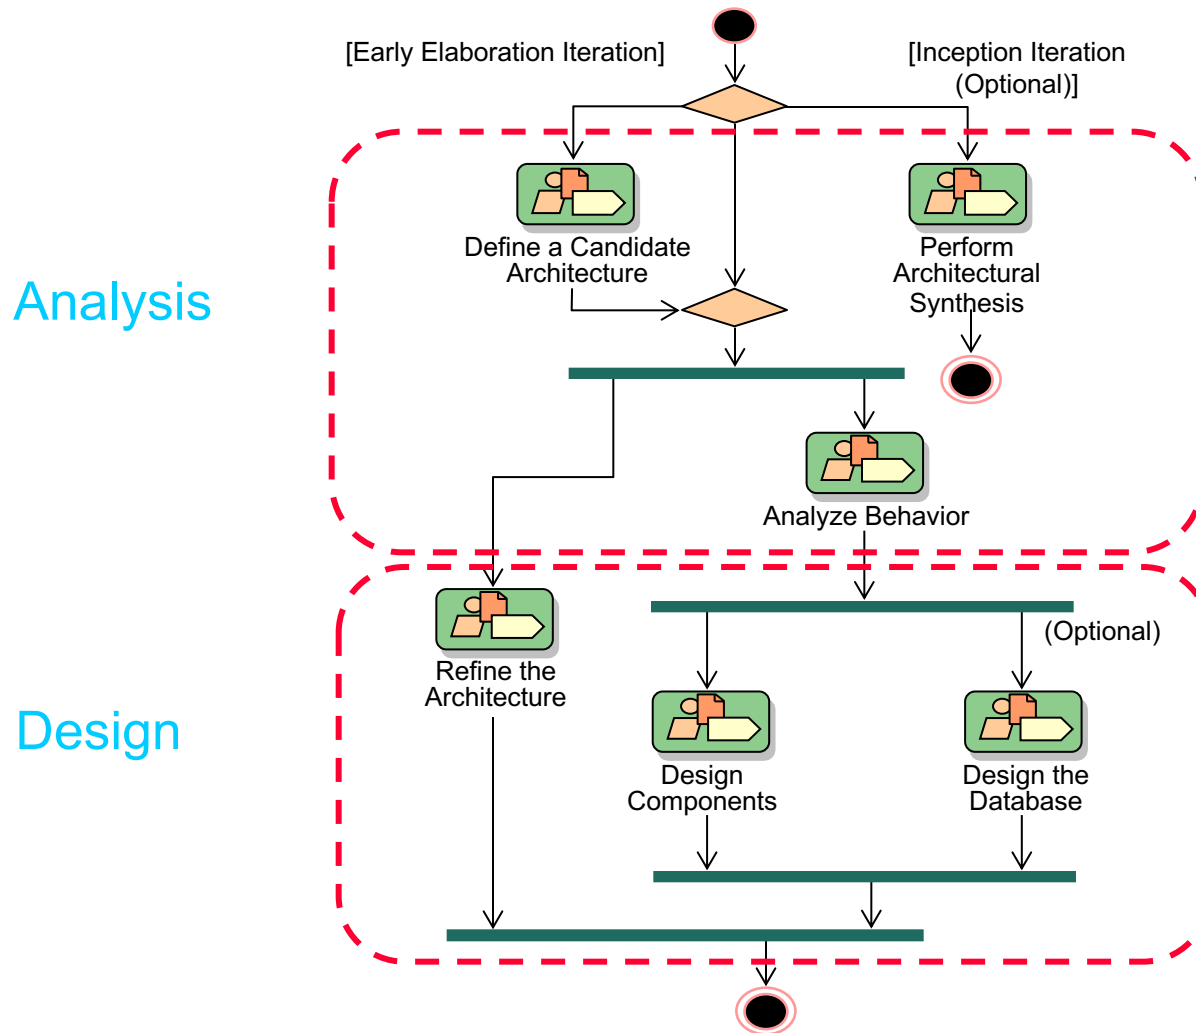 [Early Elaboration Iteration]
[Inception Iteration
(Optional)]
Define a Candidate
Architecture
Perform
Architectural
Synthesis
Analysis
Analyze Behavior
(Optional)
Refine the
Architecture
Design
Design
Components
Design the
Database